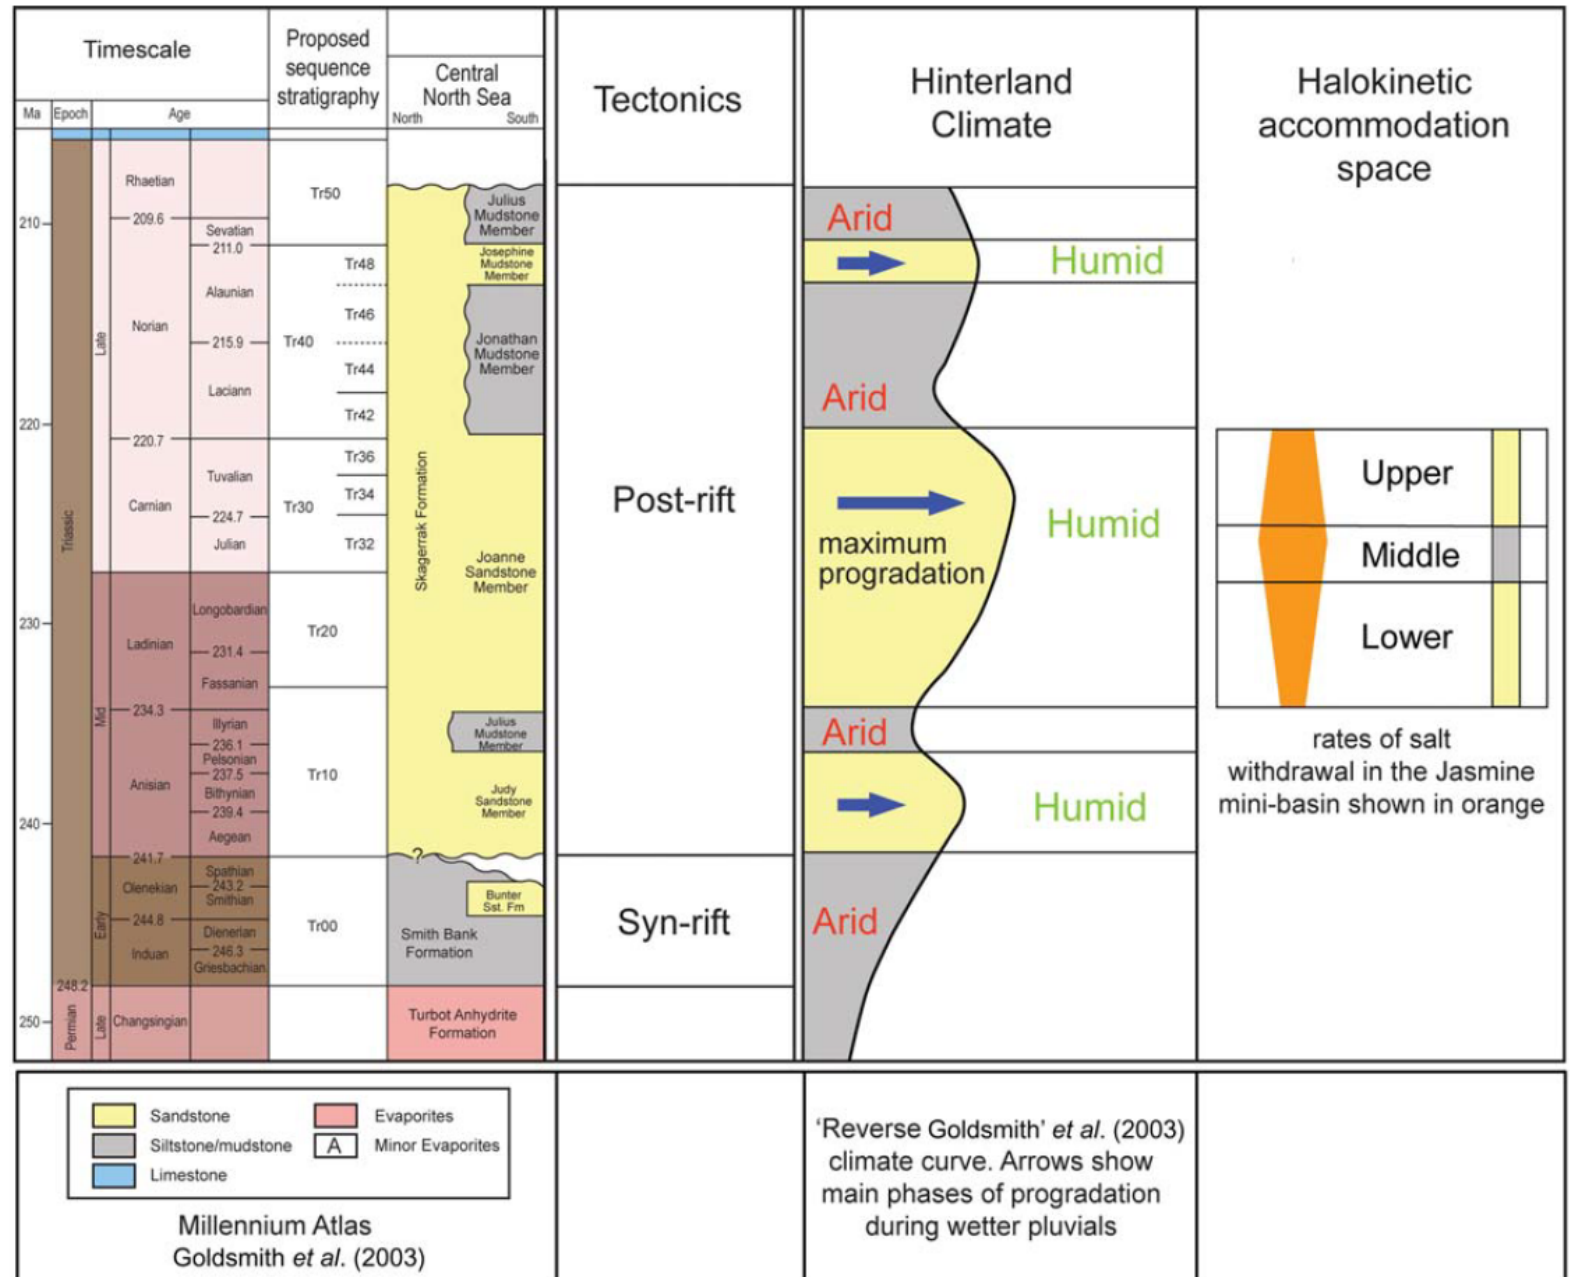 Timescale
Proposed
sequence
stratigraphy
Central
North Sea
North
South
Tectonics
Hinterland
Climate
Halokinetic
accommodation
space
Ma
Epoch
Age
210
220
230
240
250
Triassic
Permian
248.2
Late
Mid
Early
Late
Rhaetian
209.6
Norian
220.7
Carnian
Ladinian
234.3
Anisian
241.7
Olenekian
244.8
Induan
Changsingian
Sevatian
211.0
Alaunian
215.9
Laciann
Tuvalian
224.7
Julian
Longobardian
231.4
Fassanian
Illyrian
236.1
Pelsonian
237.5
Bithynian
239.4
Aegean
Spathian
243.2
Smithian
Dienerian
246.3
Griesbachian
Tr50
Tr48
Tr46
Tr40
Tr44
Tr42
Tr36
Tr34
Tr30
Tr32
Tr20
Tr10
Tr00
Skagerrak Formation
Julius
Mudstone
Member
Josephine
Mudstone
Member
Jonathan
Mudstone
Member
Joanne
Sandstone
Member
Julius
Mudstone
Member
Judy
Sandstone
Member
?
Bunter
Sst. Fm
Smith Bank
Formation
Turbot Anhydrite
Formation
Post-rift
Syn-rift
Arid
Humid
Arid
Humid
maximum
progradation
Arid
Humid
Arid
Upper
Middle
Lower
rates of salt
withdrawal in the Jasmine
mini-basin shown in orange
Sandstone
Siltstone/mudstone
Limestone
Evaporites
A Minor Evaporites
Millennium Atlas
Goldsmith et al. (2003)
‘Reverse Goldsmith’ et al. (2003)
climate curve. Arrows show
main phases of progradation
during wetter pluvials